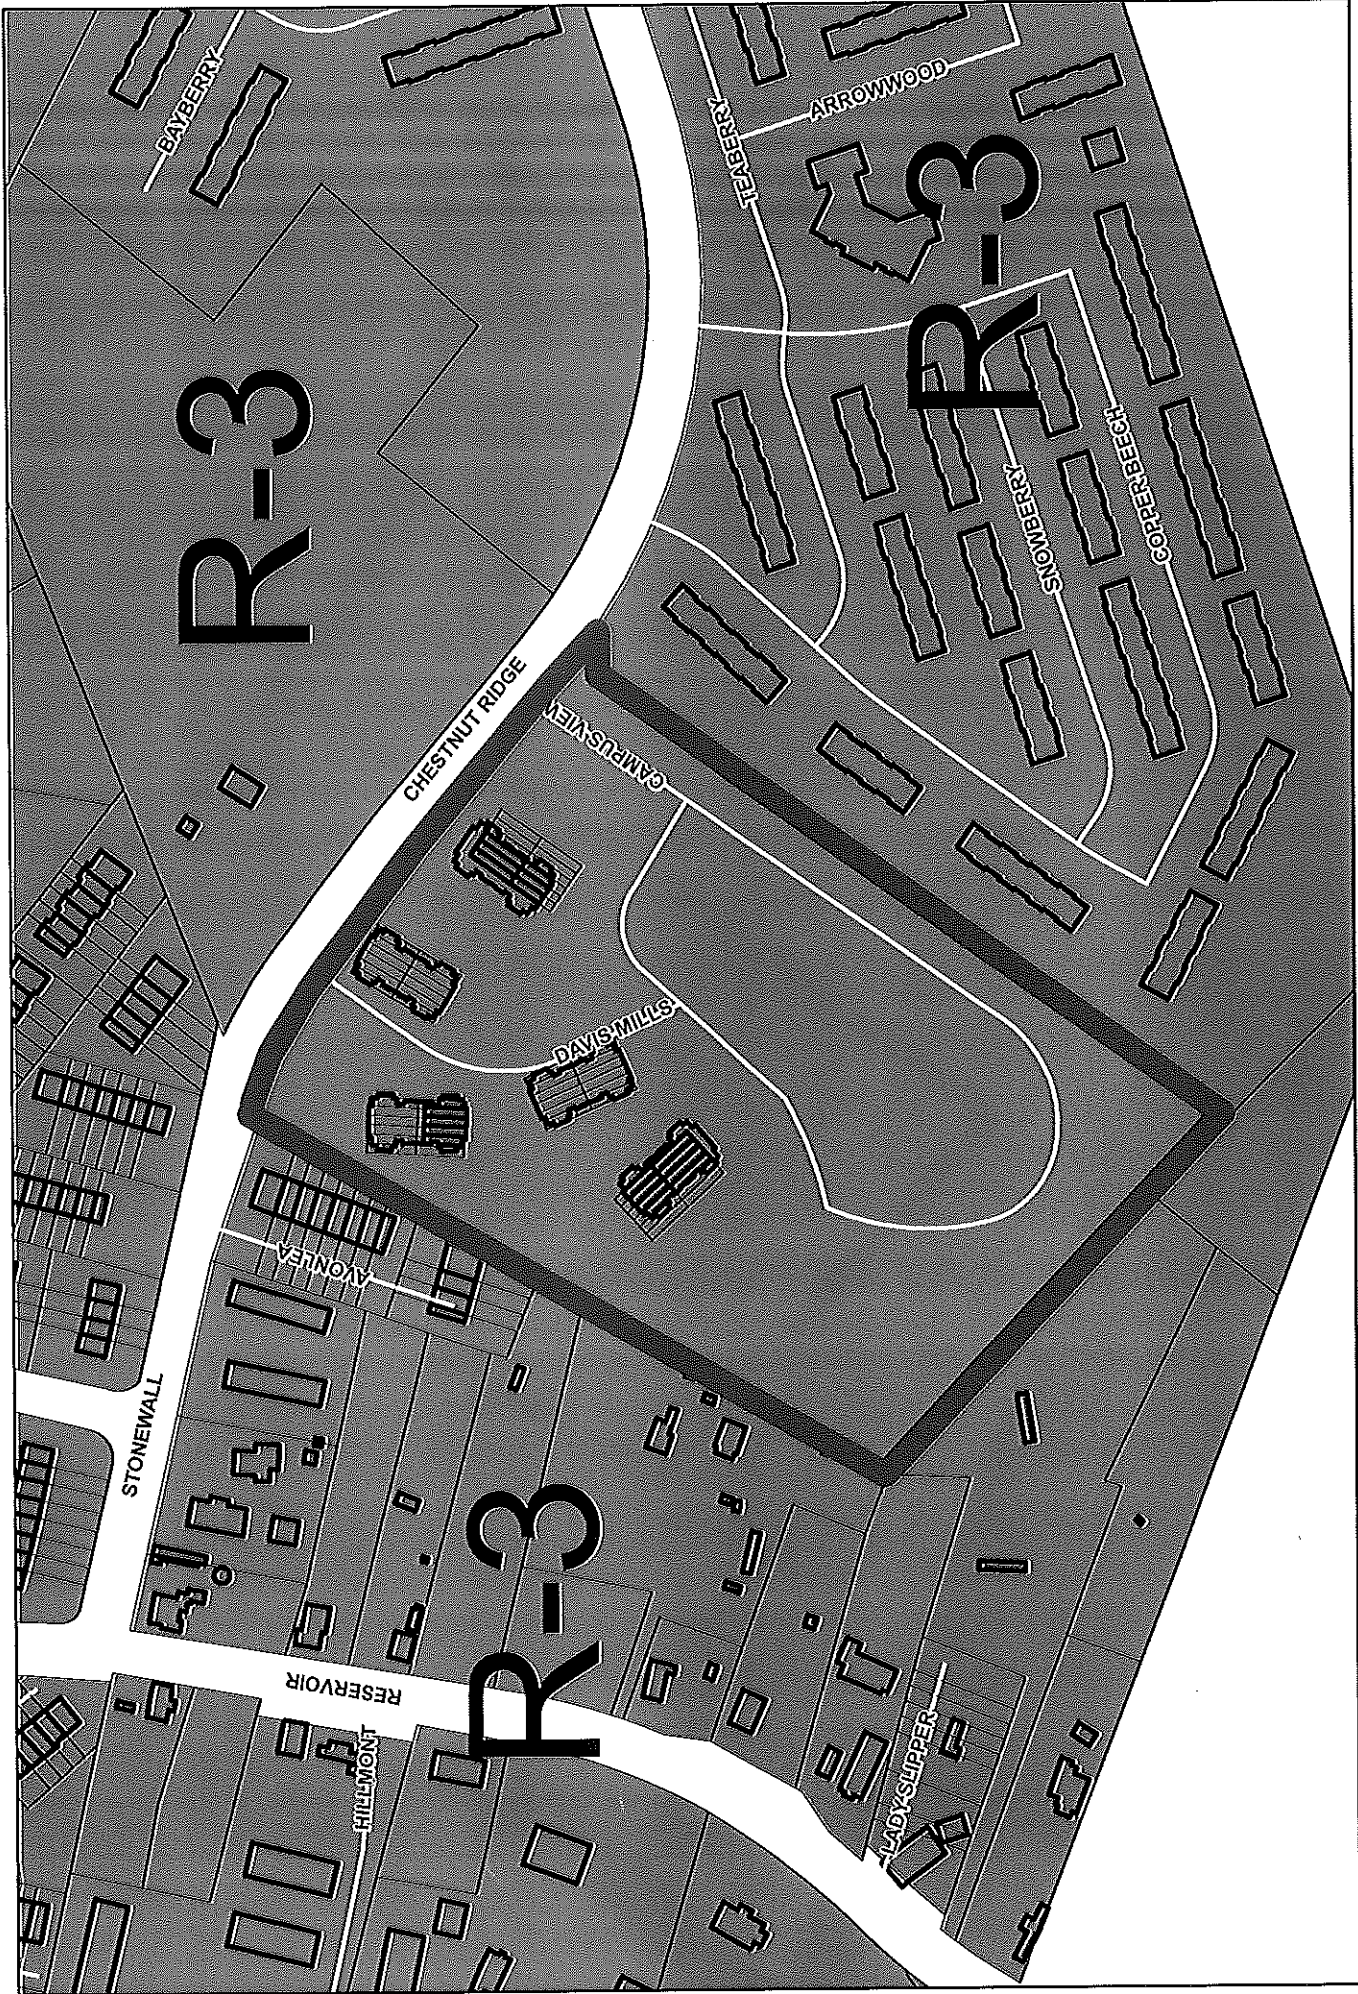 BAYBERRY
TEABERRY
ARROWWOOD
R-3
R-3
SNOWBERRY
COPPER BEECH
CHESTNUT RIDGE
CAMPUS VIEW
DAVIS MILLS
AVONLEA
STONEWALL
R-3
RESERVOIR
HILLMONT
LADY SLIPPER